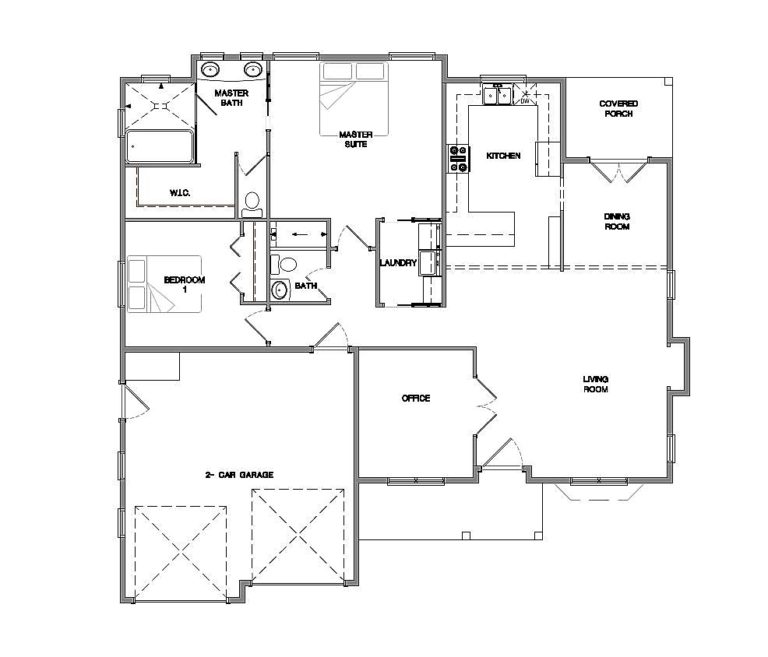 MASTER
BATH
MASTER
SUITE
COVERED
PORCH
DW
KITCHEN
W.I.C.
DINING
ROOM
BEDROOM
1
BATH
LAUNDRY
OFFICE
LIVING
ROOM
2- CAR GARAGE